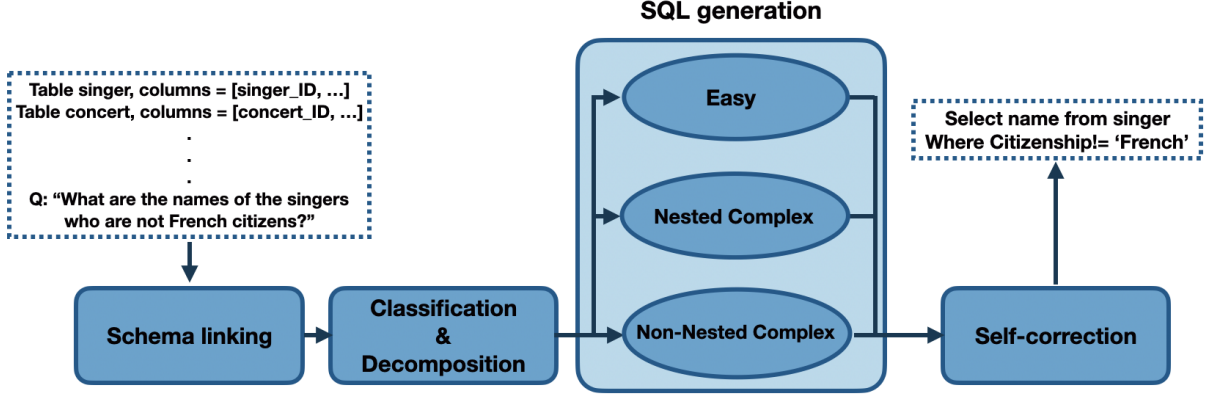 SQL generation
Table singer, columns = [singer_ID, ...]
Table concert, columns = [concert_ID, ...]
.
.
.
Q: “What are the names of the singers
who are not French citizens?”
Schema linking
Classification
&
Decomposition
Easy
Nested Complex
Non-Nested Complex
Select name from singer
Where Citizenship!= ‘French’
Self-correction